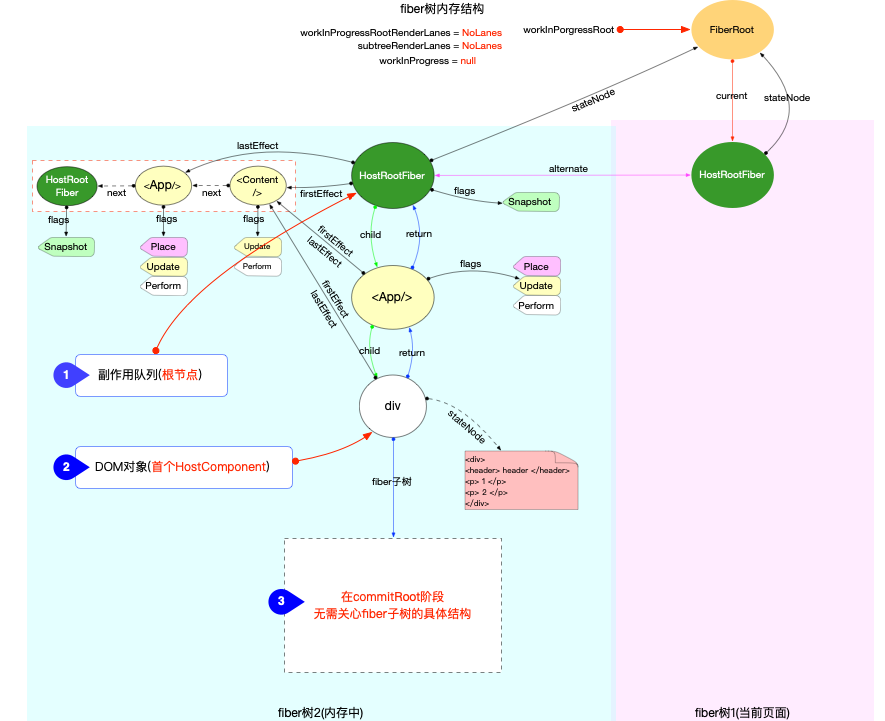 fiber树内存结构
workInProgressRootRenderLanes = NoLanes
subtreeRenderLanes = NoLanes
workInProgress = null
workInPorgressRoot
FiberRoot
current
stateNode
stateNode
lastEffect
HostRoot
Fiber
next
<App/>
next
<Content
/>
firstEffect
HostRootFiber
alternate
HostRootFiber
flags
Snapshot
flags
flags
flags
Snapshot
Place
Update
Perform
Update
Perform
firstEffect
lastEffect
child
return
<App/>
flags
Place
Update
Perform
firstEffect
lastEffect
child
return
1
副作用队列(根节点)
div
stateNode
2
DOM对象(首个HostComponent)
<div>
<header> header </header>
<p> 1 </p>
<p> 2 </p>
</div>
fiber子树
3
在commitRoot阶段
无需关心fiber子树的具体结构
fiber树2(内存中)
fiber树1(当前页面)